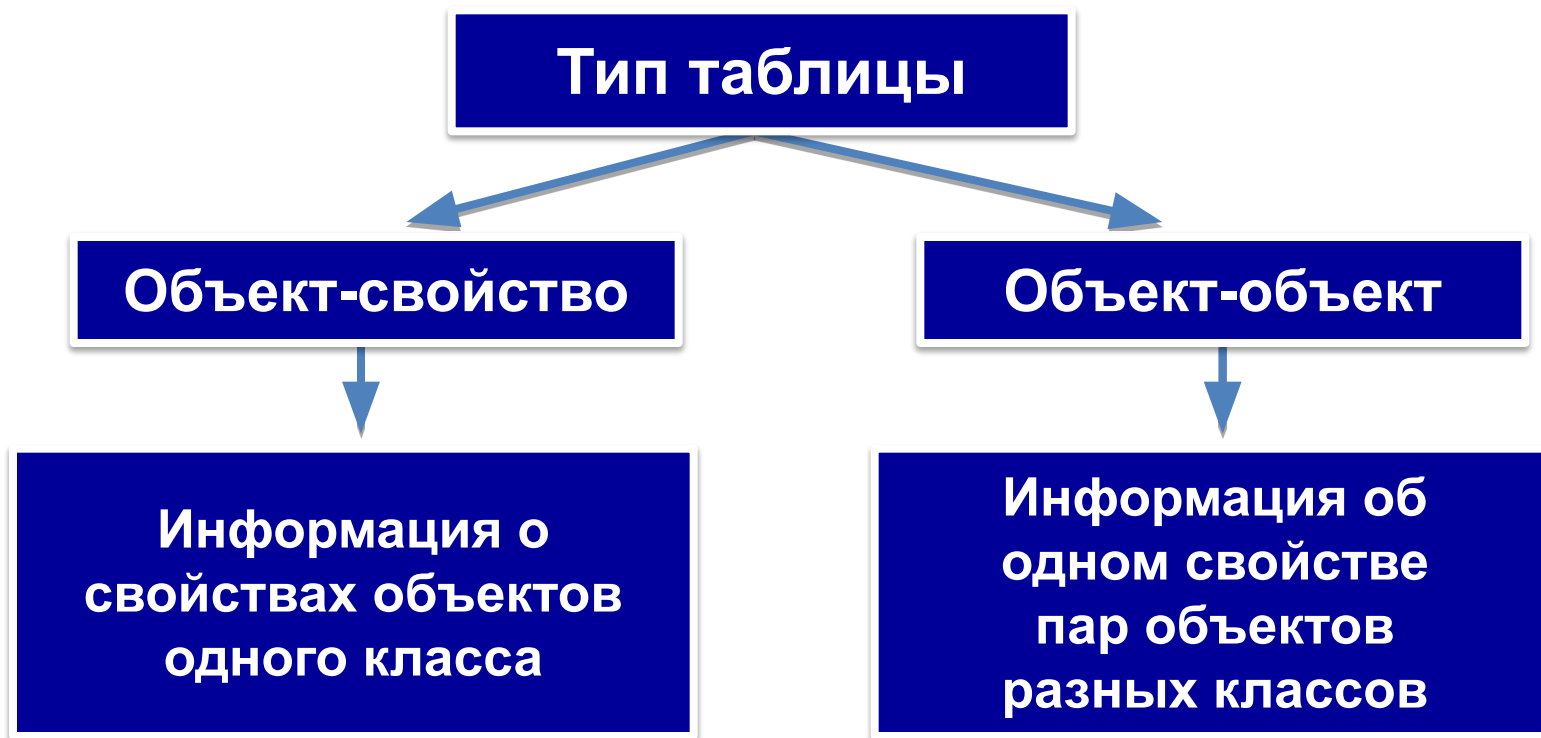 Тип таблицы
Объект-свойство
Объект-объект
Информация о
свойствах объектов
одного класса
Информация об
одном свойстве
пар объектов
разных классов